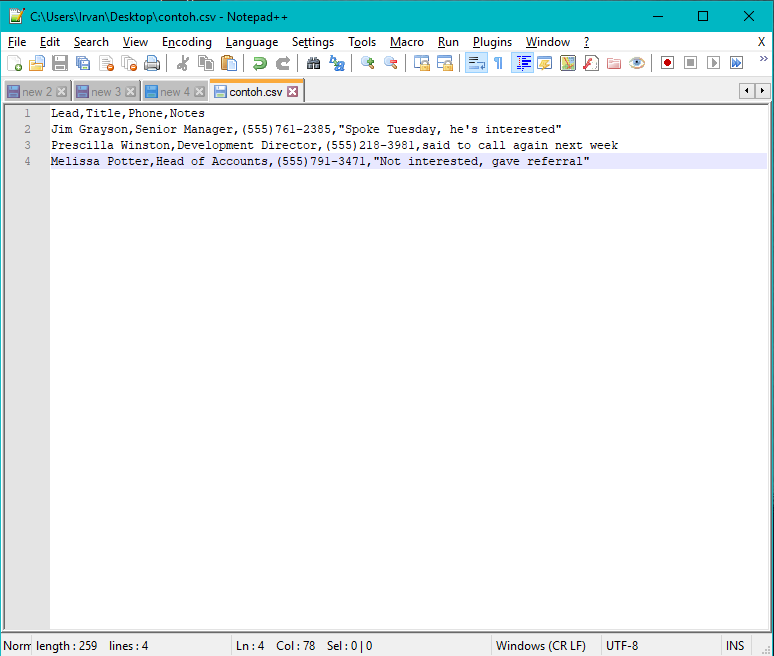 C:\Users\Irvan\Desktop\contoh.csv - Notepad++
File Edit Search View Encoding Language Settings Tools Macro Run Plugins Window ? X
new 2 new 3 new 4 contoh.csv
1 Lead,Title,Phone,Notes
2 Jim Grayson,Senior Manager,(555)761-2385,"Spoke Tuesday, he's interested"
3 Prescilla Winston,Development Director,(555)218-3981,said to call again next week
4 Melissa Potter,Head of Accounts,(555)791-3471,"Not interested, gave referral"
Norm length : 259 lines : 4 Ln : 4 Col : 78 Sel : 0 | 0 Windows (CR LF) UTF-8 INS